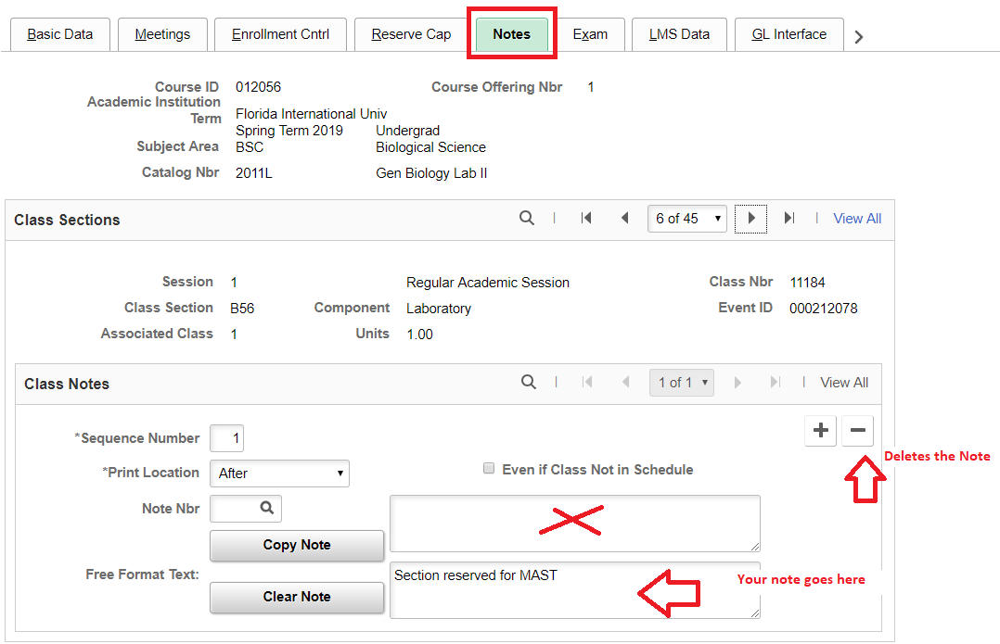 Basic Data Meetings Enrollment Cntrl Reserve Cap Notes Exam LMS Data GL Interface
Course ID 012056 Course Offering Nbr 1
Academic Institution Florida International Univ
Term Spring Term 2019 Undergrad
Subject Area BSC Biological Science
Catalog Nbr 2011L Gen Biology Lab II
Class Sections 6 of 45 View All
Session 1 Regular Academic Session Class Nbr 11184
Class Section B56 Component Laboratory Event ID 000212078
Associated Class 1 Units 1.00
Class Notes 1 of 1 View All
*Sequence Number 1
Deletes the Note
*Print Location After Even if Class Not in Schedule
Note Nbr
Copy Note
Free Format Text: Section reserved for MAST
Your note goes here
Clear Note